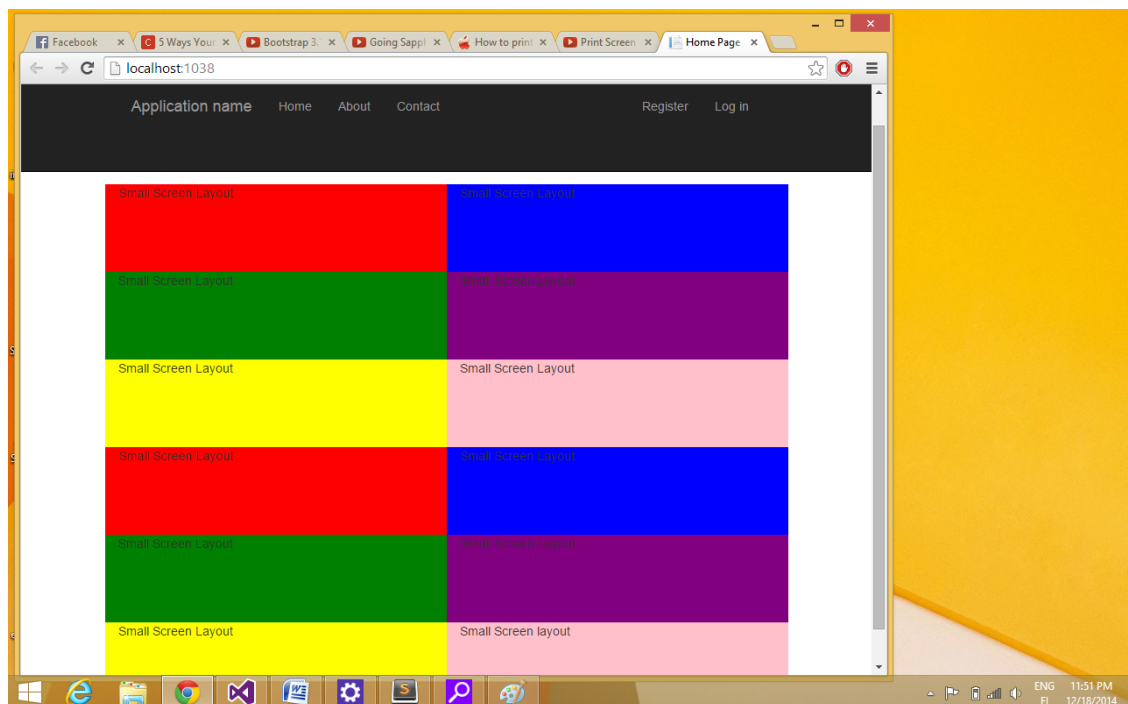 Facebook
5 Ways Your
Bootstrap 3.
Going Sappl
How to print
Print Screen
Home Page
localhost:1038
Application name Home About Contact Register Log in
Small Screen Layout Small Screen Layout
Small Screen Layout Small Screen Layout
Small Screen Layout Small Screen Layout
Small Screen Layout Small Screen Layout
Small Screen Layout Small Screen Layout
Small Screen Layout Small Screen layout
ENG 11:51 PM
FI 12/18/2014